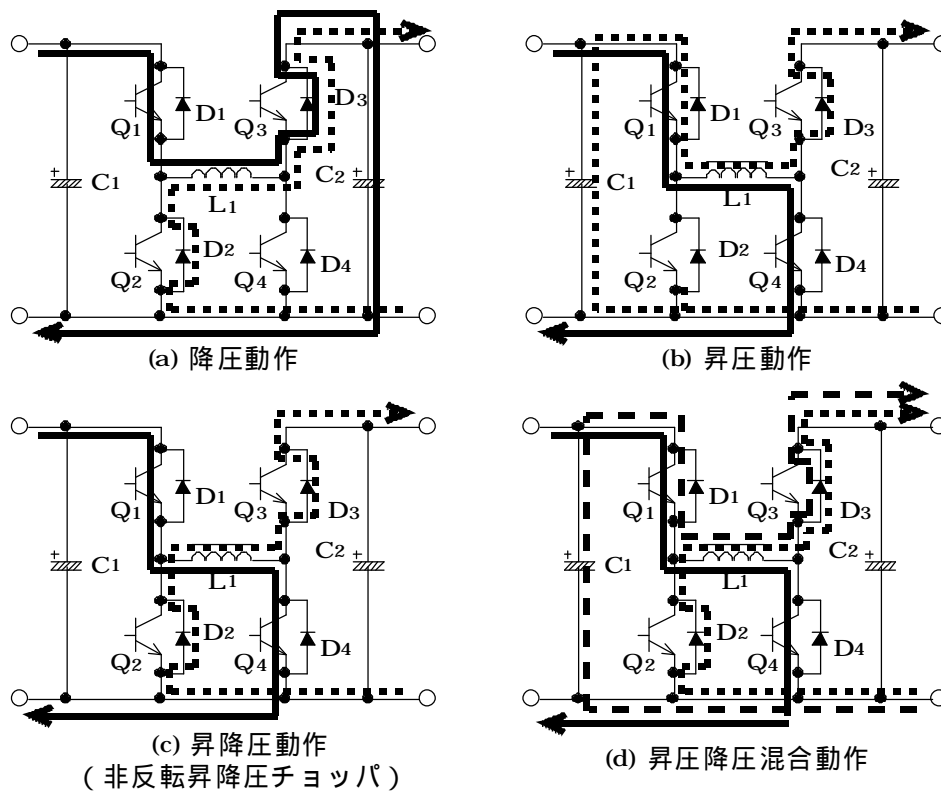 D1
Q1
Q3
D3
+
C1
+
C2
L1
D2
Q2
Q4
D4
(a) 降圧動作
D1
Q1
Q3
D3
+
C1
+
C2
L1
D2
Q2
Q4
D4
(b) 昇圧動作
D1
Q1
Q3
D3
+
C1
+
C2
L1
D2
Q2
Q4
D4
(c) 昇降圧動作
(非反転昇降圧チョッパ)
D1
Q1
Q3
D3
+
C1
+
C2
L1
D2
Q2
Q4
D4
(d) 昇圧降圧混合動作